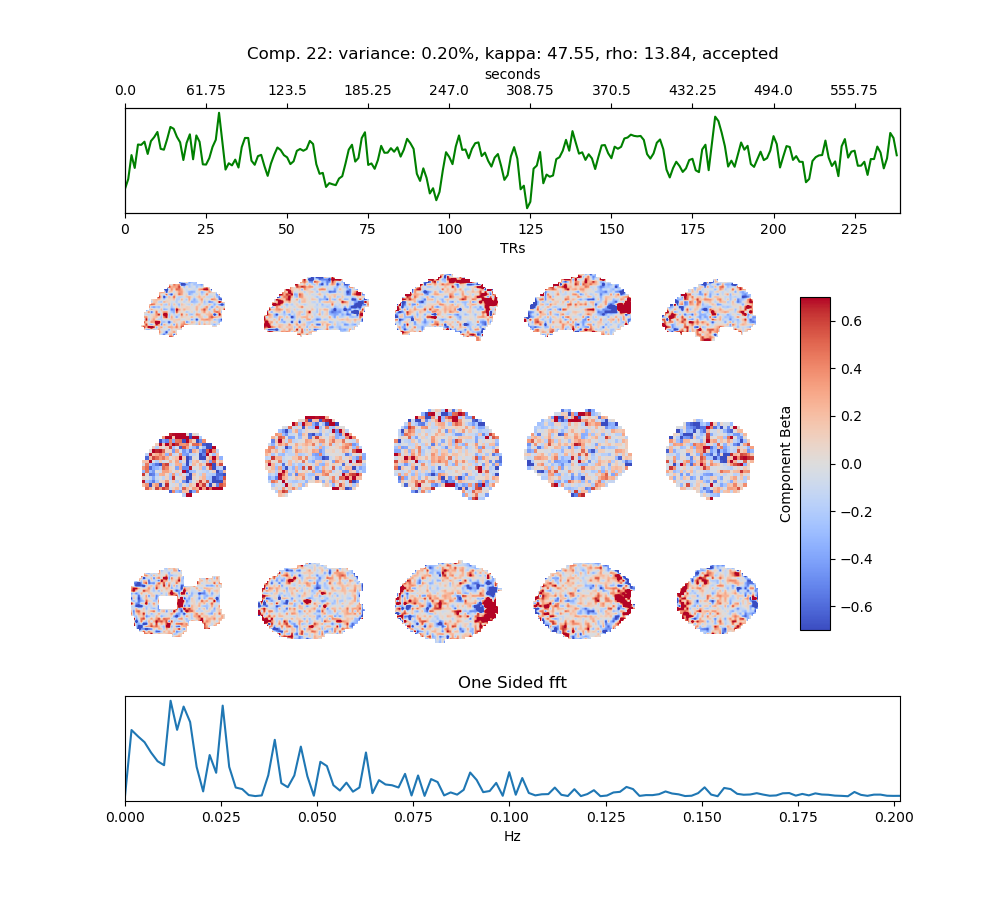 Comp. 22: variance: 0.20%, kappa: 47.55, rho: 13.84, accepted
seconds
0.0 61.75 123.5 185.25 247.0 308.75 370.5 432.25 494.0 555.75
0 25 50 75 100 125 150 175 200 225
TRs
0.6
0.4
0.2
0.0
−0.2
−0.4
−0.6
Component Beta
One Sided fft
0.000 0.025 0.050 0.075 0.100 0.125 0.150 0.175 0.200
Hz